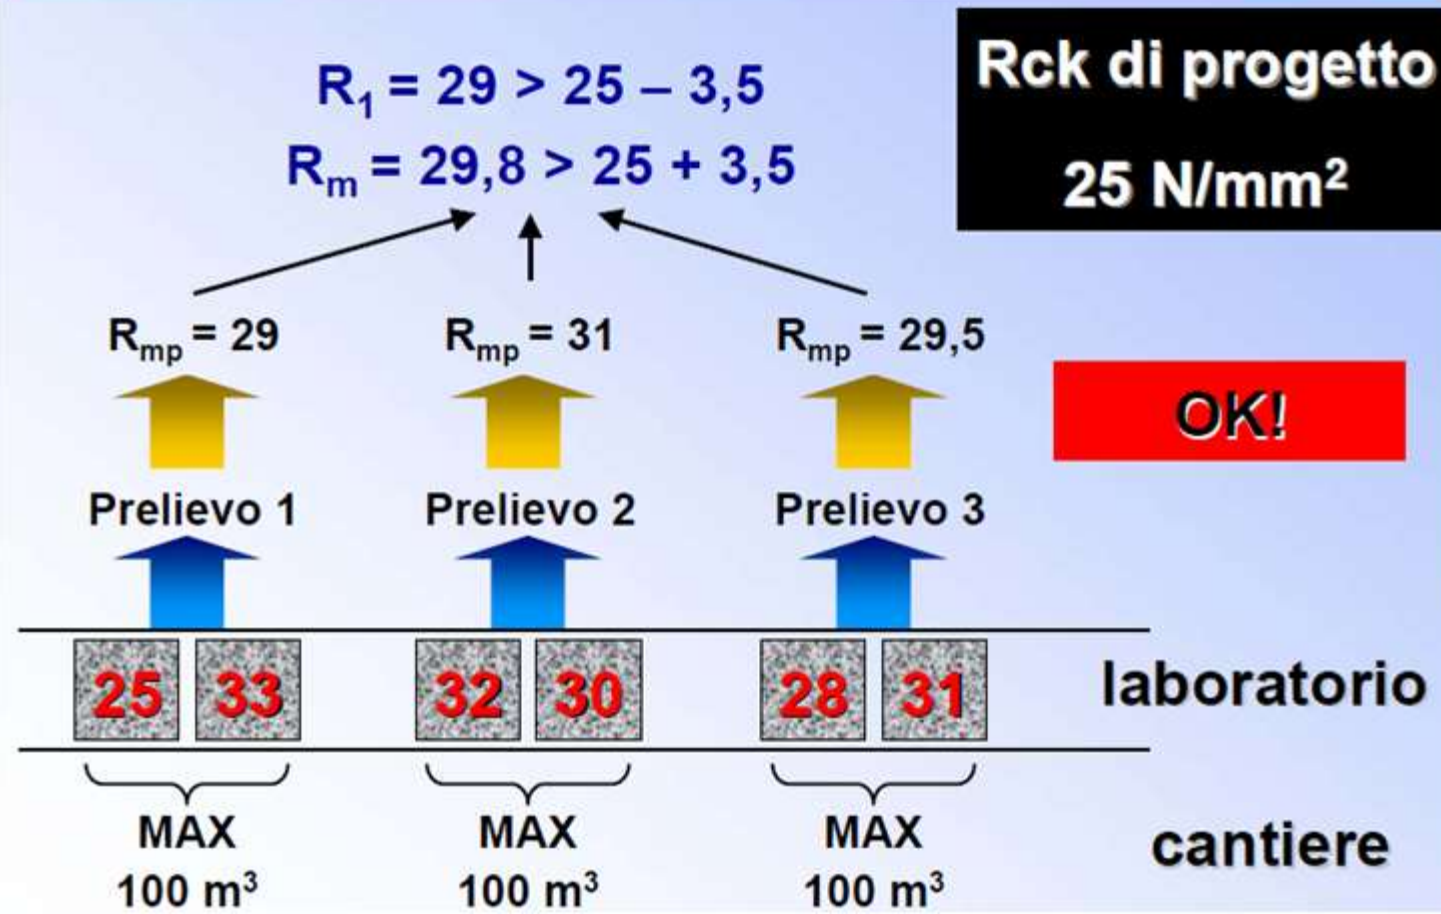 Rck di progetto
25 N/mm²
R₁ = 29 > 25 – 3,5
Rₘ = 29,8 > 25 + 3,5
Rₘₚ = 29
Rₘₚ = 31
Rₘₚ = 29,5
OK!
Prelievo 1
Prelievo 2
Prelievo 3
25 33
32 30
28 31
laboratorio
MAX
100 m³
MAX
100 m³
MAX
100 m³
cantiere